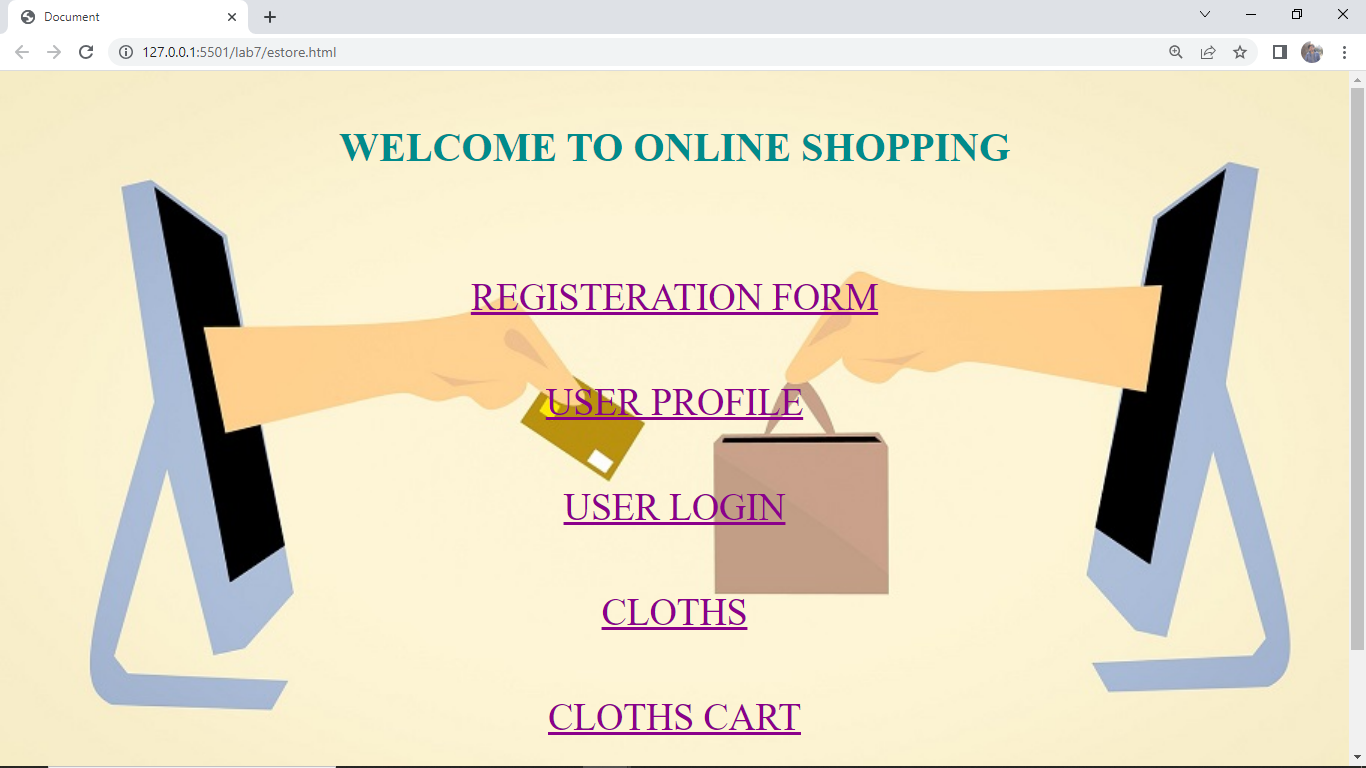 Document
127.0.0.1:5501/lab7/estore.html
WELCOME TO ONLINE SHOPPING
REGISTERATION FORM
USER PROFILE
USER LOGIN
CLOTHS
CLOTHS CART